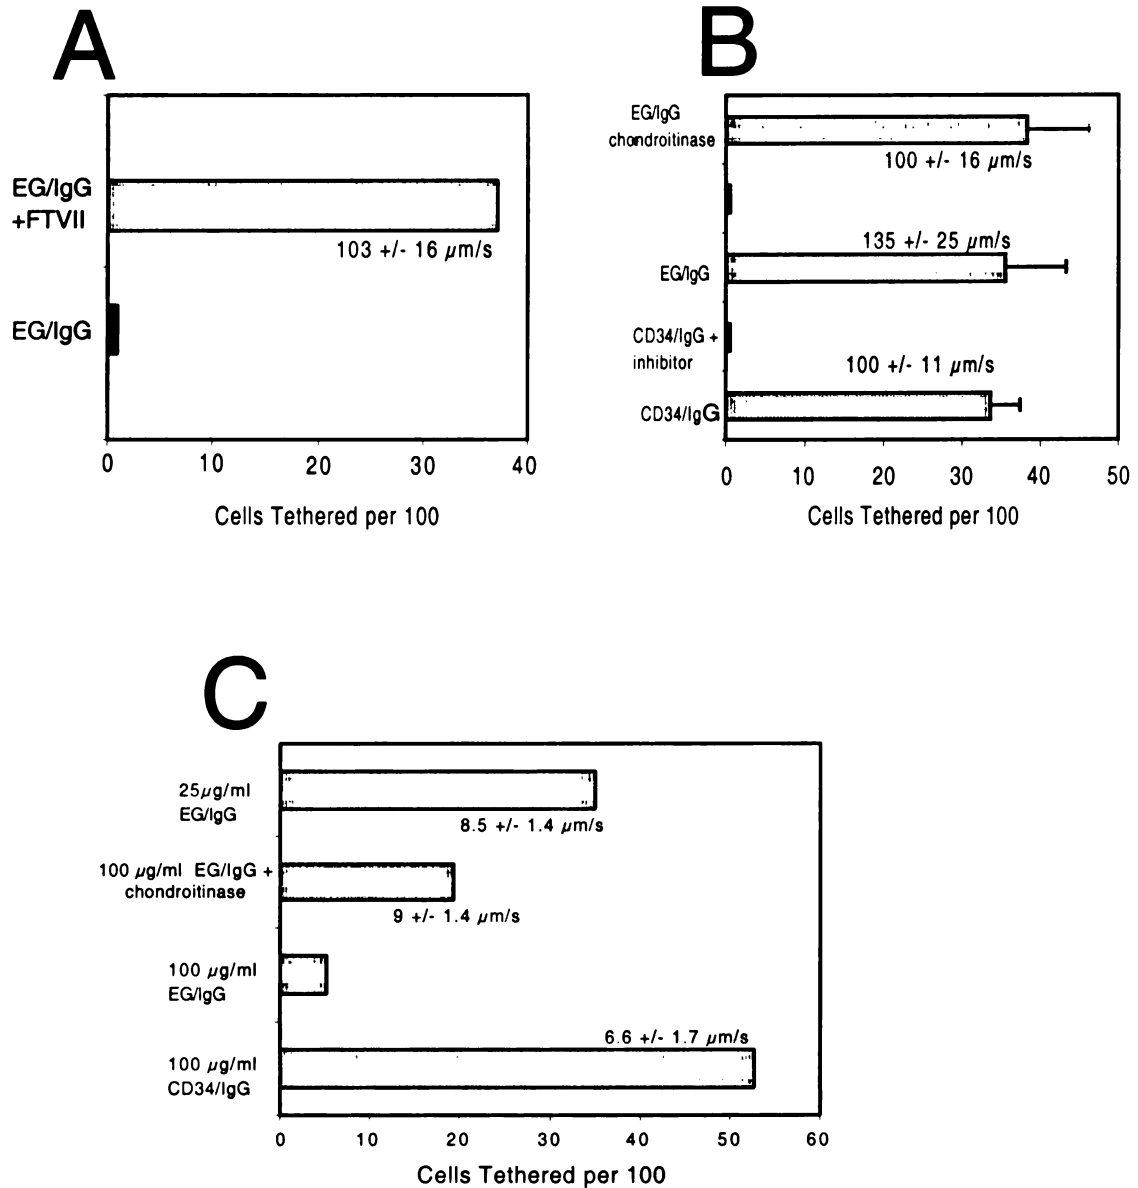 A
EG/IgG
+FTVII
103 +/- 16 µm/s
EG/IgG
0 10 20 30 40
Cells Tethered per 100
B
EG/IgG
chondroitinase
100 +/- 16 µm/s
135 +/- 25 µm/s
EG/IgG
CD34/IgG +
inhibitor
100 +/- 11 µm/s
CD34/IgG
0 10 20 30 40 50
Cells Tethered per 100
C
25µg/ml
EG/IgG
8.5 +/- 1.4 µm/s
100 µg/ml EG/IgG +
chondroitinase
9 +/- 1.4 µm/s
100 µg/ml
EG/IgG
6.6 +/- 1.7 µm/s
100 µg/ml
CD34/IgG
0 10 20 30 40 50 60
Cells Tethered per 100